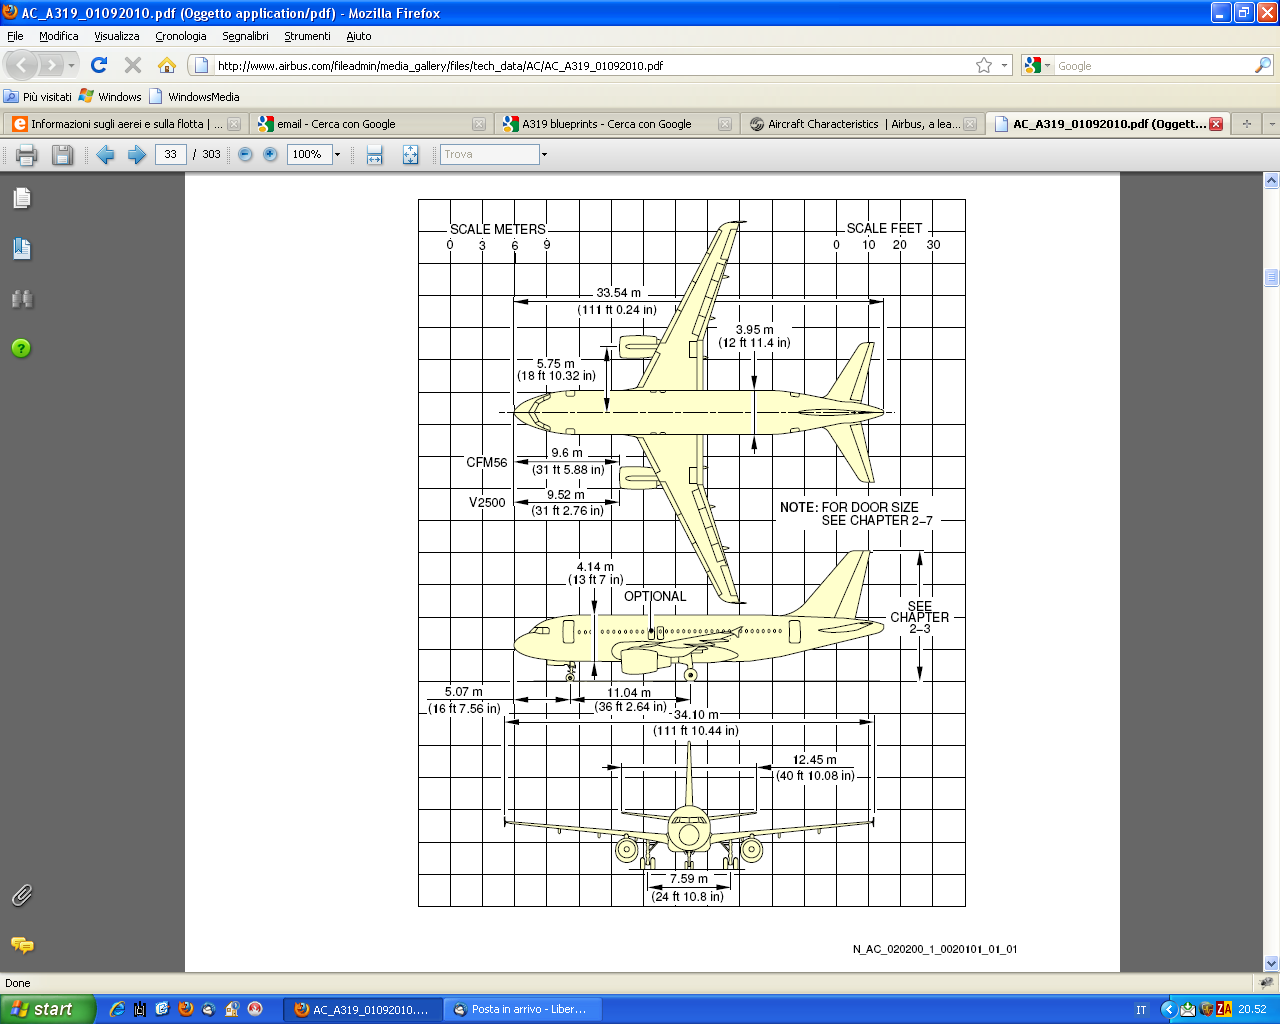 AC_A319_01092010.pdf (Oggetto application/pdf) - Mozilla Firefox
File Modifica Visualizza Cronologia Segnalibri Strumenti Aiuto
http://www.airbus.com/fileadmin/media_gallery/files/tech_data/AC/AC_A319_01092010.pdf
Google
Più visitati Windows WindowsMedia
Informazioni sugli aerei e sulla flotta | ...
email - Cerca con Google
A319 blueprints - Cerca con Google
Aircraft Characteristics | Airbus, a lea...
AC_A319_01092010.pdf (Oggett...
33 / 303 100% Trova
SCALE METERS
0 3 6 9
SCALE FEET
0 10 20 30
33.54 m
(111 ft 0.24 in)
3.95 m
(12 ft 11.4 in)
5.75 m
(18 ft 10.32 in)
CFM56
9.6 m
(31 ft 5.88 in)
V2500
9.52 m
(31 ft 2.76 in)
NOTE: FOR DOOR SIZE
SEE CHAPTER 2-7
4.14 m
(13 ft 7 in)
OPTIONAL
SEE
CHAPTER
2-3
5.07 m
(16 ft 7.56 in)
11.04 m
(36 ft 2.64 in)
34.10 m
(111 ft 10.44 in)
12.45 m
(40 ft 10.08 in)
7.59 m
(24 ft 10.8 in)
N_AC_020200_1_0020101_01_01
Done
start
AC_A319_01092010....
Posta in arrivo - Liber...
IT
ZA
20.52